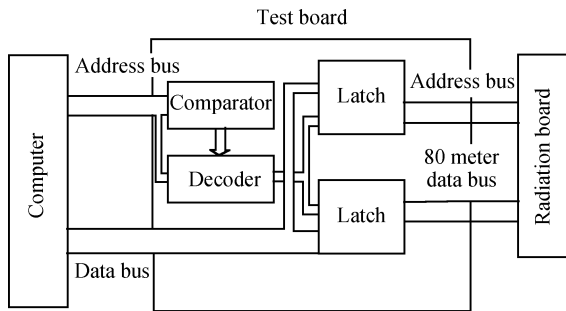 Test board
Address bus
Comparator
Decoder
Latch
Latch
Address bus
80 meter
data bus
Computer
Data bus
Radiation board